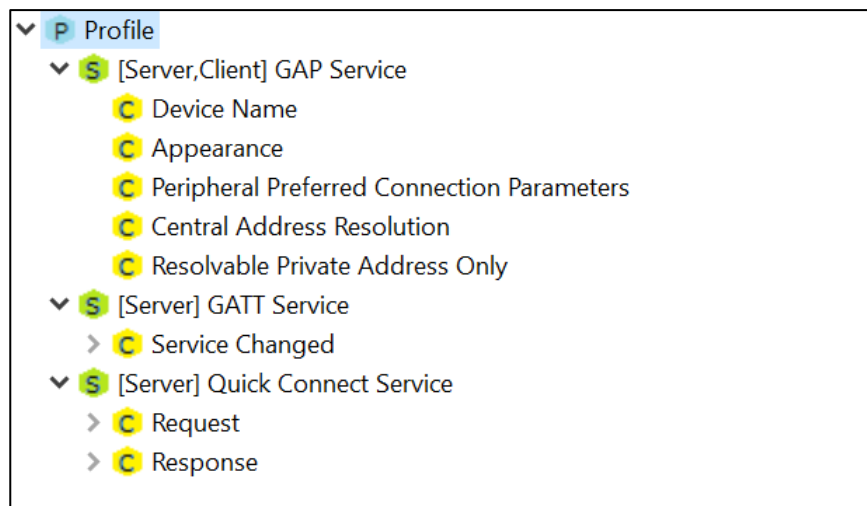 P Profile
S [Server,Client] GAP Service
C Device Name
C Appearance
C Peripheral Preferred Connection Parameters
C Central Address Resolution
C Resolvable Private Address Only
S [Server] GATT Service
C Service Changed
S [Server] Quick Connect Service
C Request
C Response